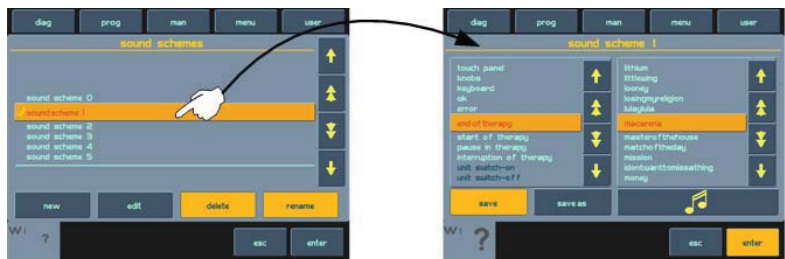 diag prog man menu user
sound schemes
sound scheme 0
sound scheme 1
sound scheme 2
sound scheme 3
sound scheme 4
sound scheme 5
new edit delete rename
W! ?
esc enter
diag prog man menu user
sound scheme 1
touch panel
knobs
keyboard
ok
error
end of therapy
start of therapy
pause in therapy
interruption of therapy
unit switch-on
unit switch-off
lithium
littlewing
looney
losingmyreligion
lulaylula
macarena
masterofthehouse
matchoftheday
mission
idontwanttomissathing
money
save save as
W! ?
esc enter